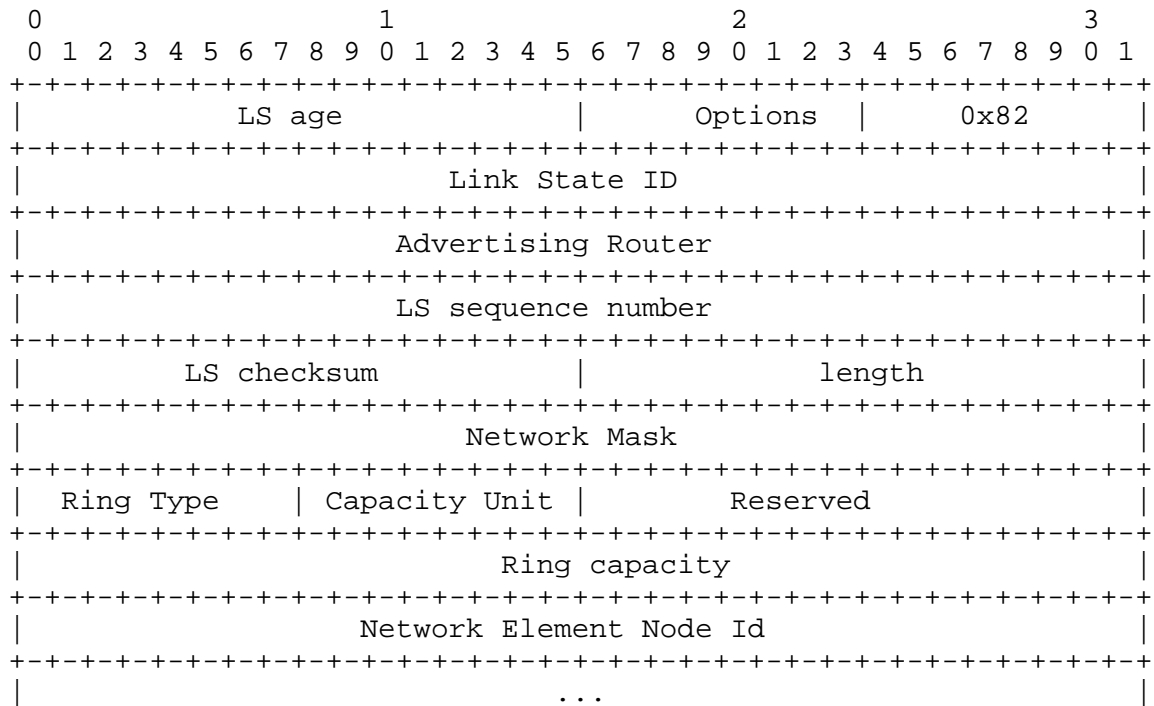 0                   1                   2                   3
 0 1 2 3 4 5 6 7 8 9 0 1 2 3 4 5 6 7 8 9 0 1 2 3 4 5 6 7 8 9 0 1
+-+-+-+-+-+-+-+-+-+-+-+-+-+-+-+-+-+-+-+-+-+-+-+-+-+-+-+-+-+-+-+-+
|            LS age             |      Options  |     0x82      |
+-+-+-+-+-+-+-+-+-+-+-+-+-+-+-+-+-+-+-+-+-+-+-+-+-+-+-+-+-+-+-+-+
|                        Link State ID                          |
+-+-+-+-+-+-+-+-+-+-+-+-+-+-+-+-+-+-+-+-+-+-+-+-+-+-+-+-+-+-+-+-+
|                     Advertising Router                        |
+-+-+-+-+-+-+-+-+-+-+-+-+-+-+-+-+-+-+-+-+-+-+-+-+-+-+-+-+-+-+-+-+
|                     LS sequence number                        |
+-+-+-+-+-+-+-+-+-+-+-+-+-+-+-+-+-+-+-+-+-+-+-+-+-+-+-+-+-+-+-+-+
|         LS checksum           |             length            |
+-+-+-+-+-+-+-+-+-+-+-+-+-+-+-+-+-+-+-+-+-+-+-+-+-+-+-+-+-+-+-+-+
|                         Network Mask                          |
+-+-+-+-+-+-+-+-+-+-+-+-+-+-+-+-+-+-+-+-+-+-+-+-+-+-+-+-+-+-+-+-+
|  Ring Type    | Capacity Unit |        Reserved               |
+-+-+-+-+-+-+-+-+-+-+-+-+-+-+-+-+-+-+-+-+-+-+-+-+-+-+-+-+-+-+-+-+
|                           Ring capacity                       |
+-+-+-+-+-+-+-+-+-+-+-+-+-+-+-+-+-+-+-+-+-+-+-+-+-+-+-+-+-+-+-+-+
|                   Network Element Node Id                     |
+-+-+-+-+-+-+-+-+-+-+-+-+-+-+-+-+-+-+-+-+-+-+-+-+-+-+-+-+-+-+-+-+
|                              ...                              |